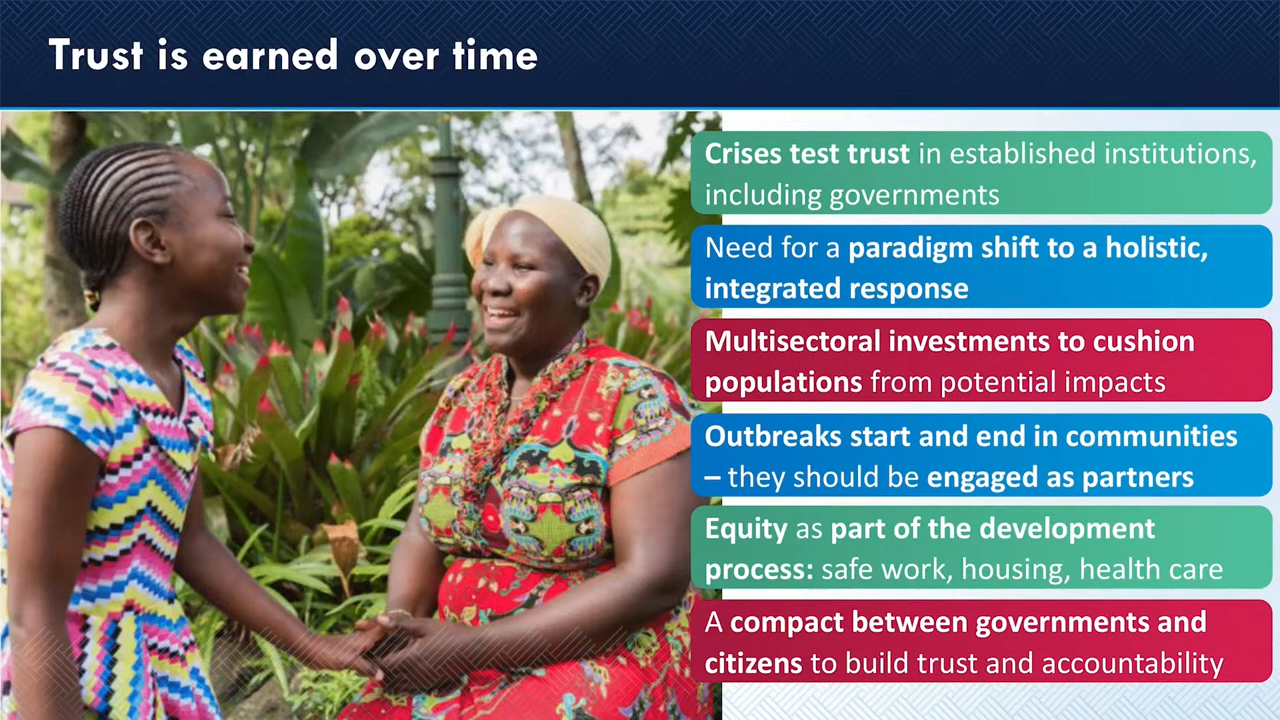 Trust is earned over time
Crises test trust in established institutions,
including governments
Need for a paradigm shift to a holistic,
integrated response
Multisectoral investments to cushion
populations from potential impacts
Outbreaks start and end in communities
– they should be engaged as partners
Equity as part of the development
process: safe work, housing, health care
A compact between governments and
citizens to build trust and accountability